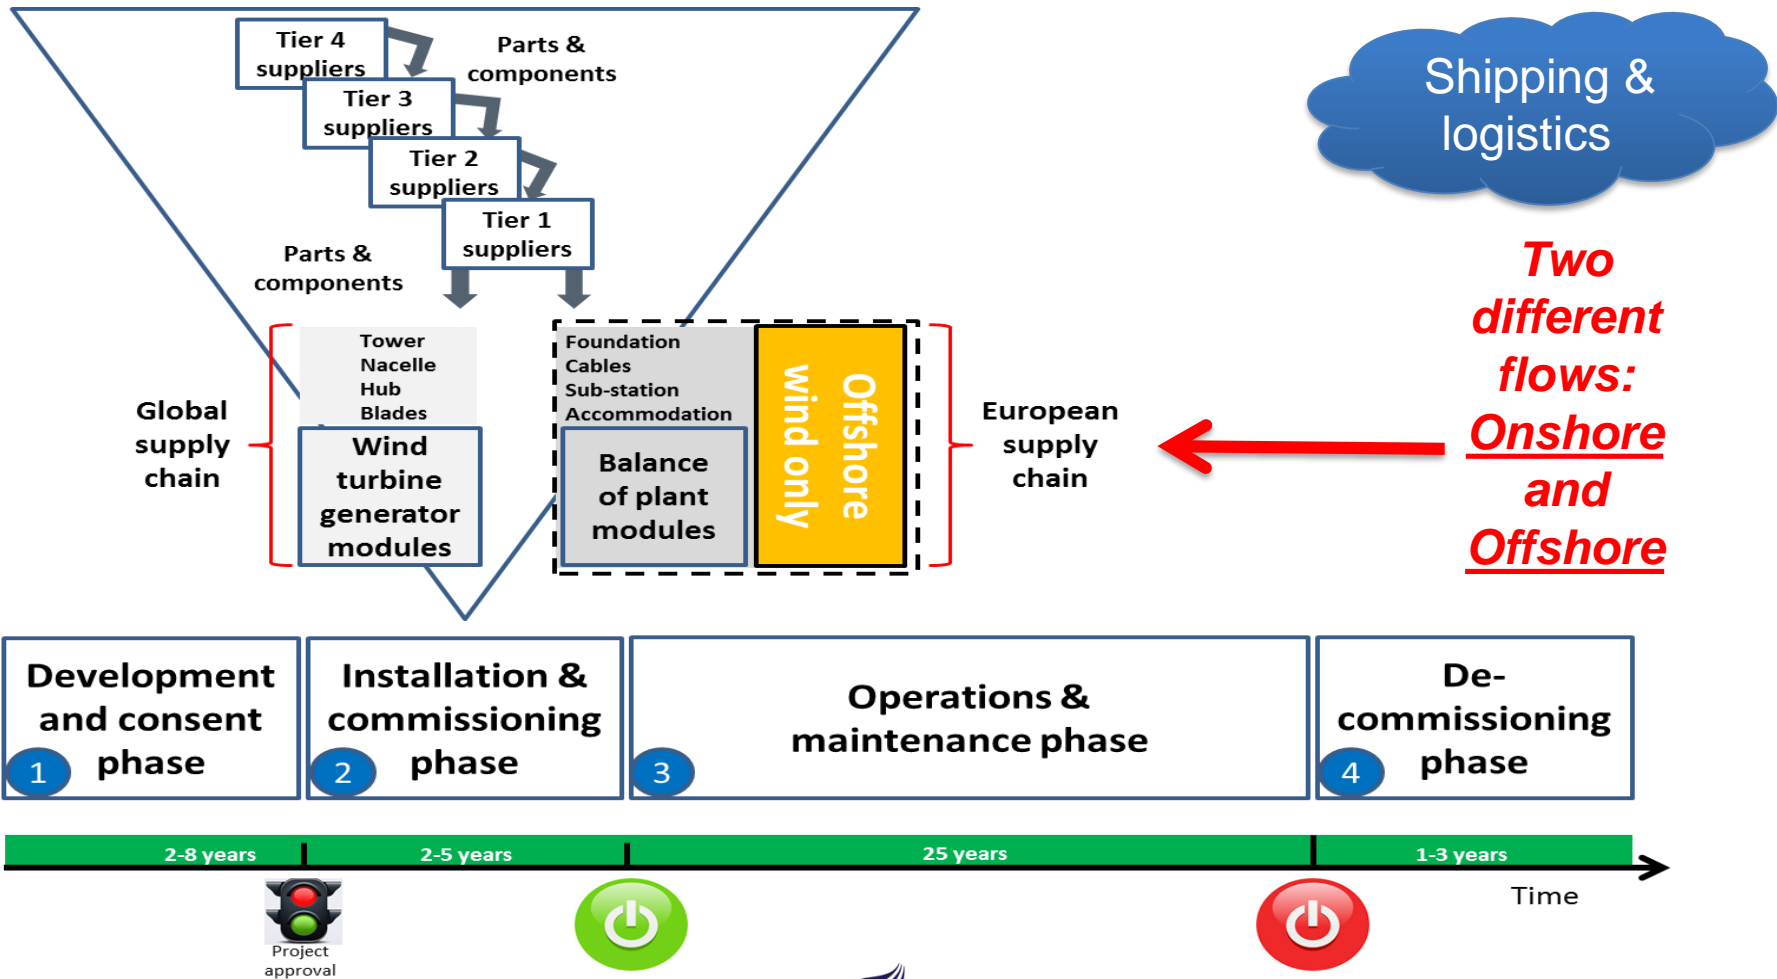 Tier 4
suppliers
Parts &
components
Tier 3
suppliers
Tier 2
suppliers
Tier 1
suppliers
Parts &
components
Shipping &
logistics
Two
different
flows:
Onshore
and
Offshore
Global
supply
chain
Tower
Nacelle
Hub
Blades
Wind
turbine
generator
modules
Foundation
Cables
Sub-station
Accommodation
Balance
of plant
modules
Offshore
wind only
European
supply
chain
Development
and consent
phase
1
Installation &
commissioning
phase
2
Operations &
maintenance phase
3
De-
commissioning
phase
4
2-8 years
2-5 years
25 years
1-3 years
Time
Project
approval